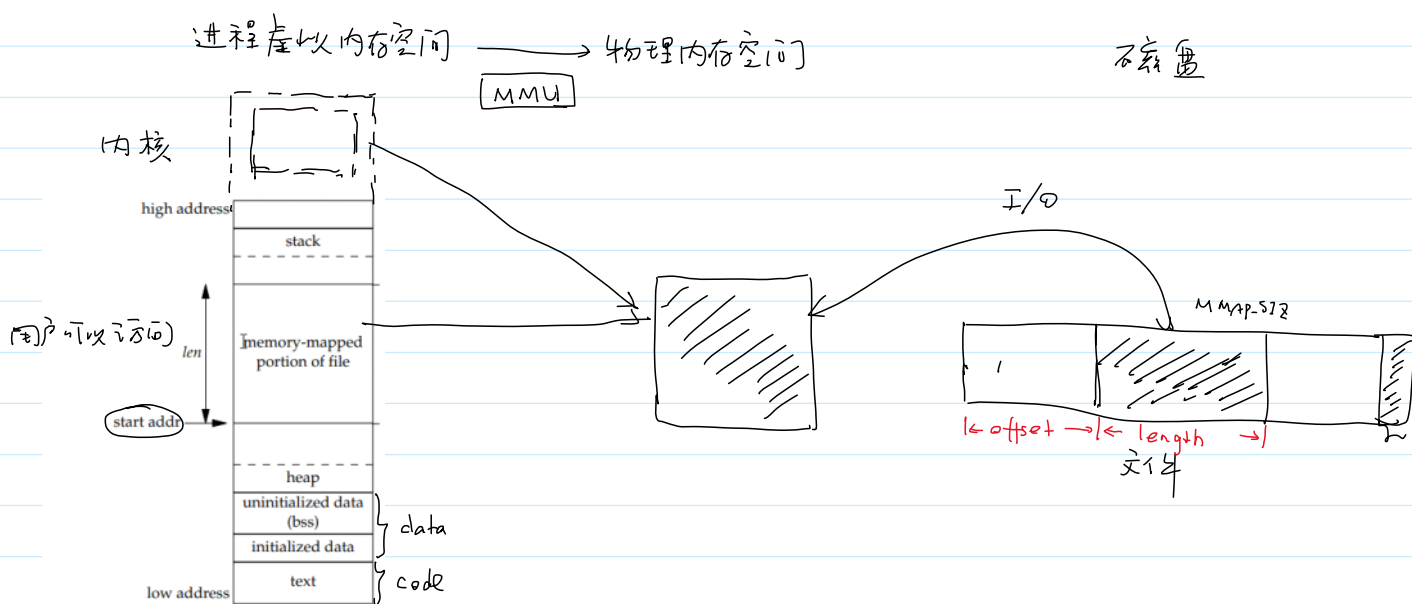 进程虚拟内存空间 物理内存空间 磁盘
MMU
内核
I/O
high address
stack
MMAP_SIZ
用户可以访问
len
memory-mapped
portion of file
start addr
offset length
文件
heap
uninitialized data
(bss)
data
initialized data
text
code
low address